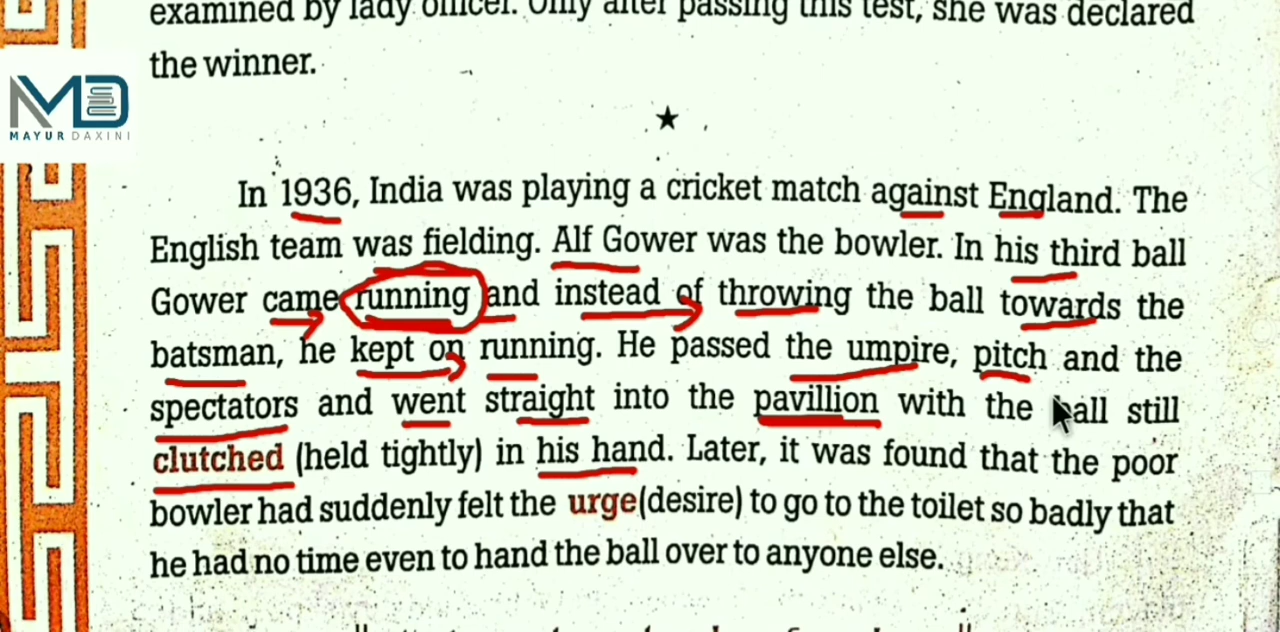 examined by lady officer. Only after passing this test, she was declared
the winner.
MD
MAYUR DAXINI
★
In 1936, India was playing a cricket match against England. The
English team was fielding. Alf Gower was the bowler. In his third ball
Gower came running and instead of throwing the ball towards the
batsman, he kept on running. He passed the umpire, pitch and the
spectators and went straight into the pavillion with the ball still
clutched (held tightly) in his hand. Later, it was found that the poor
bowler had suddenly felt the urge(desire) to go to the toilet so badly that
he had no time even to hand the ball over to anyone else.